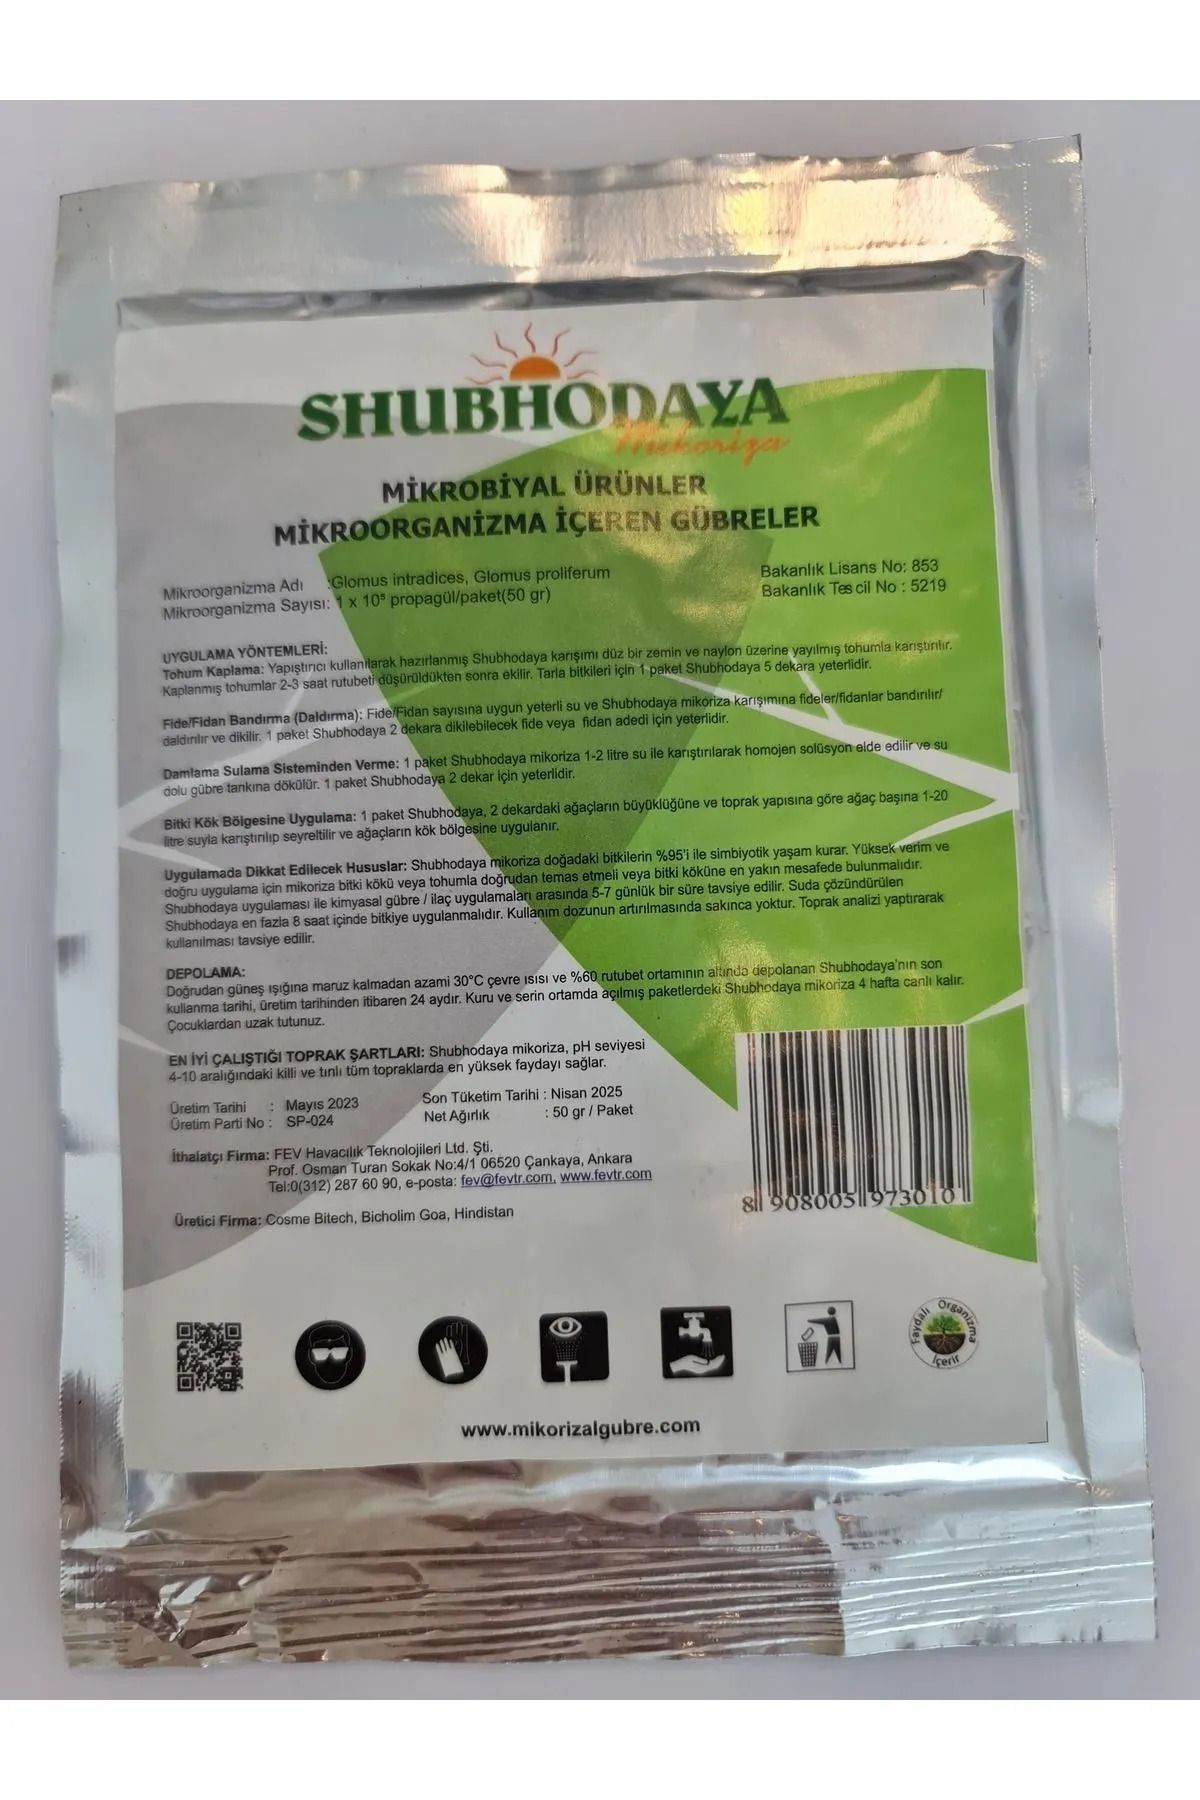 SHUBHODAYA
Mikoriza
MİKROBİYAL ÜRÜNLER
MİKROORGANİZMA İÇEREN GÜBRELER
Mikroorganizma Adı :Glomus intradices, Glomus proliferum
Mikroorganizma Sayısı: 1 x 10⁵ propagül/paket(50 gr)
Bakanlık Lisans No: 853
Bakanlık Tescil No : 5219
UYGULAMA YÖNTEMLERİ:
Tohum Kaplama: Yapıştırıcı kullanılarak hazırlanmış Shubhodaya karışımı düz bir zemin ve naylon üzerine yayılmış tohumla karıştırılır.
Kaplanmış tohumlar 2-3 saat rutubeti düşürüldükten sonra ekilir. Tarla bitkileri için 1 paket Shubhodaya 5 dekara yeterlidir.
Fide/Fidan Bandırma (Daldırma): Fide/Fidan sayısına uygun yeterli su ve Shubhodaya mikoriza karışımına fideler/fidanlar bandırılır/
daldırılır ve dikilir. 1 paket Shubhodaya 2 dekara dikilebilecek fide veya fidan adedi için yeterlidir.
Damlama Sulama Sisteminden Verme: 1 paket Shubhodaya mikoriza 1-2 litre su ile karıştırılarak homojen solüsyon elde edilir ve su
dolu gübre tankına dökülür. 1 paket Shubhodaya 2 dekar için yeterlidir.
Bitki Kök Bölgesine Uygulama: 1 paket Shubhodaya, 2 dekardaki ağaçların büyüklüğüne ve toprak yapısına göre ağaç başına 1-20
litre suyla karıştırılıp seyreltilir ve ağaçların kök bölgesine uygulanır.
Uygulamada Dikkat Edilecek Hususlar: Shubhodaya mikoriza doğadaki bitkilerin %95'i ile simbiyotik yaşam kurar. Yüksek verim ve
doğru uygulama için mikoriza bitki kökü veya tohumla doğrudan temas etmeli veya bitki köküne en yakın mesafede bulunmalıdır.
Shubhodaya uygulaması ile kimyasal gübre / ilaç uygulamaları arasında 5-7 günlük bir süre tavsiye edilir. Suda çözündürülen
Shubhodaya en fazla 8 saat içinde bitkiye uygulanmalıdır. Kullanım dozunun artırılmasında sakınca yoktur. Toprak analizi yaptırarak
kullanılması tavsiye edilir.
DEPOLAMA:
Doğrudan güneş ışığına maruz kalmadan azami 30°C çevre ısısı ve %60 rutubet ortamının altında depolanan Shubhodaya'nın son
kullanma tarihi, üretim tarihinden itibaren 24 aydır. Kuru ve serin ortamda açılmış paketlerdeki Shubhodaya mikoriza 4 hafta canlı kalır.
Çocuklardan uzak tutunuz.
EN İYİ ÇALIŞTIĞI TOPRAK ŞARTLARI: Shubhodaya mikoriza, pH seviyesi
4-10 aralığındaki killi ve tınlı tüm topraklarda en yüksek faydayı sağlar.
Üretim Tarihi : Mayıs 2023
Üretim Parti No : SP-024
Son Tüketim Tarihi : Nisan 2025
Net Ağırlık : 50 gr / Paket
İthalatçı Firma: FEV Havacılık Teknolojileri Ltd. Şti.
Prof. Osman Turan Sokak No:4/1 06520 Çankaya, Ankara
Tel:0(312) 287 60 90, e-posta: fev@fevtr.com, www.fevtr.com
Üretici Firma: Cosme Bitech, Bicholim Goa, Hindistan
8 908005 973010
Faydalı Organizma İçerir
www.mikorizalgubre.com